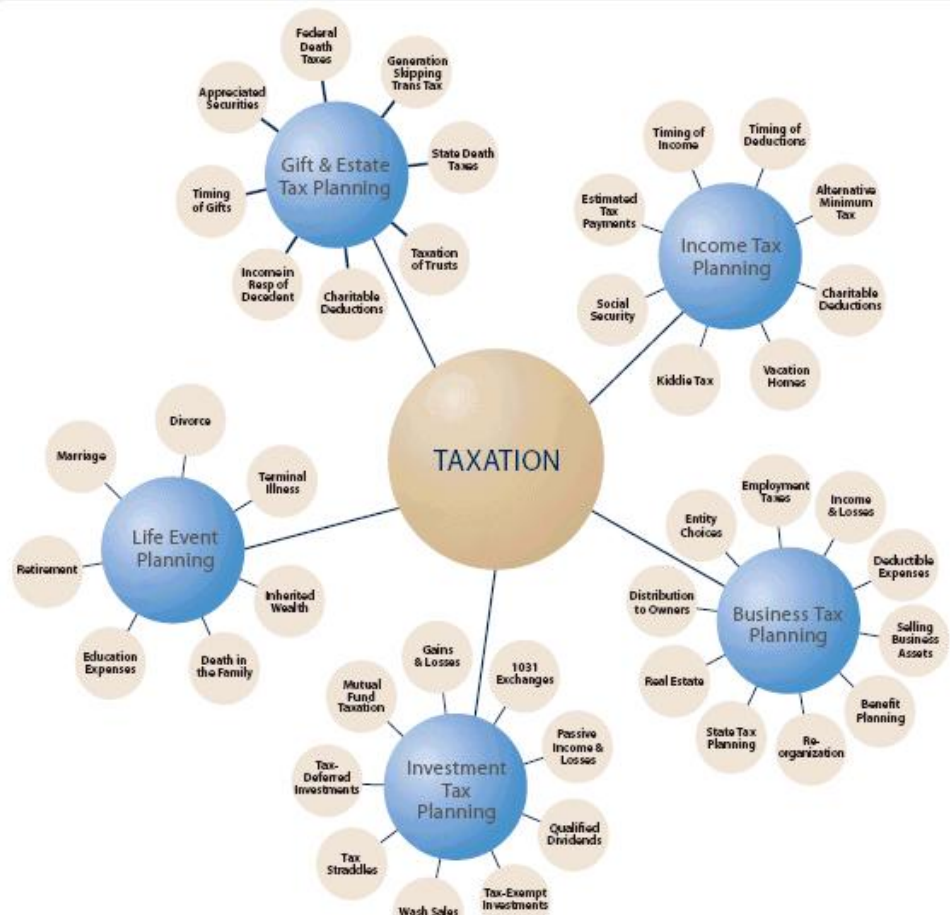 Federal
Death
Taxes
Generation
Skipping
Trans Tax
Appreciated
Securities
State Death
Taxes
Gift & Estate
Tax Planning
Timing
of Gifts
Taxation
of Trusts
Income in
Resp of
Decedent
Charitable
Deductions
Timing of
Income
Timing of
Deductions
Estimated
Tax
Payments
Alternative
Minimum
Tax
Income Tax
Planning
Social
Security
Charitable
Deductions
Kiddie Tax
Vacation
Homes
TAXATION
Divorce
Marriage
Terminal
Illness
Life Event
Planning
Retirement
Inherited
Wealth
Education
Expenses
Death in
the Family
Employment
Taxes
Income
& Losses
Entity
Choices
Deductible
Expenses
Distribution
to Owners
Business Tax
Planning
Selling
Business
Assets
Real Estate
Benefit
Planning
State Tax
Planning
Re-
organization
Gains
& Losses
1031
Exchanges
Mutual
Fund
Taxation
Passive
Income &
Losses
Tax-
Deferred
Investments
Investment
Tax
Planning
Qualified
Dividends
Tax
Straddles
Wash Sales
Tax-Exempt
Investments